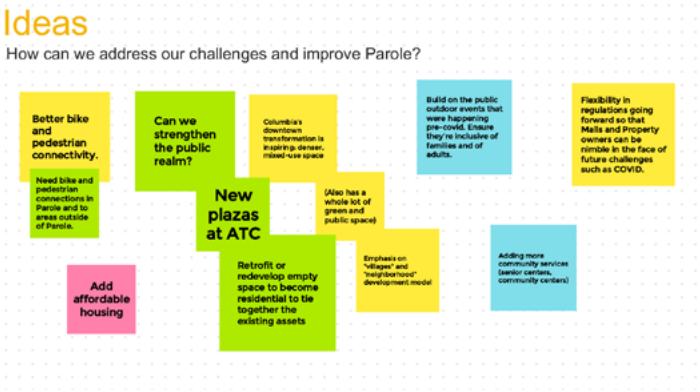 Ideas
How can we address our challenges and improve Parole?
Better bike
and
pedestrian
connectivity.
Need bike and
pedestrian
connections in
Parole and to
areas outside
of Parole.
Add
affordable
housing
Can we
strengthen
the public
realm?
New
plazas
at ATC
Retrofit or
redevelop empty
space to become
residential to tie
together the
existing assets
Columbia's
downtown
transformation is
inspiring: denser,
mixed-use space
(Also has a
whole lot of
green and
public space)
Emphasis on
"villages" and
"neighborhood"
development model
Build on the public
outdoor events that
were happening
pre-covid. Ensure
they're inclusive of
families and of
adults.
Adding more
community services
(senior centers,
community centers)
Flexibility in
regulations going
forward so that
Malls and Property
owners can be
nimble in the face of
future challenges
such as COVID.